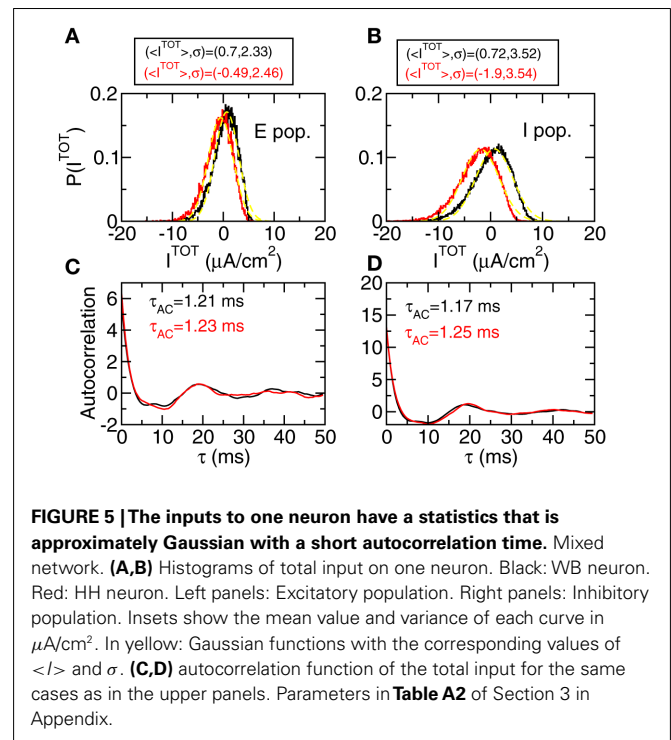 A
B
(<I^TOT>,σ)=(0.7,2.33)
(<I^TOT>,σ)=(-0.49,2.46)
(<I^TOT>,σ)=(0.72,3.52)
(<I^TOT>,σ)=(-1.9,3.54)
0.2
0.1
0
P(I^TOT)
E pop.
-20 -10 0 10 20
I^TOT (μA/cm²)
0.2
0.1
0
I pop.
-20 -10 0 10 20
I^TOT (μA/cm²)
C
D
6
4
2
0
-2
Autocorrelation
τ_AC=1.21 ms
τ_AC=1.23 ms
0 10 20 30 40 50
τ (ms)
20
15
10
5
0
τ_AC=1.17 ms
τ_AC=1.25 ms
0 10 20 30 40 50
τ (ms)
FIGURE 5 | The inputs to one neuron have a statistics that is
approximately Gaussian with a short autocorrelation time. Mixed
network. (A,B) Histograms of total input on one neuron. Black: WB neuron.
Red: HH neuron. Left panels: Excitatory population. Right panels: Inhibitory
population. Insets show the mean value and variance of each curve in
μA/cm². In yellow: Gaussian functions with the corresponding values of
<I> and σ. (C,D) autocorrelation function of the total input for the same
cases as in the upper panels. Parameters in Table A2 of Section 3 in
Appendix.